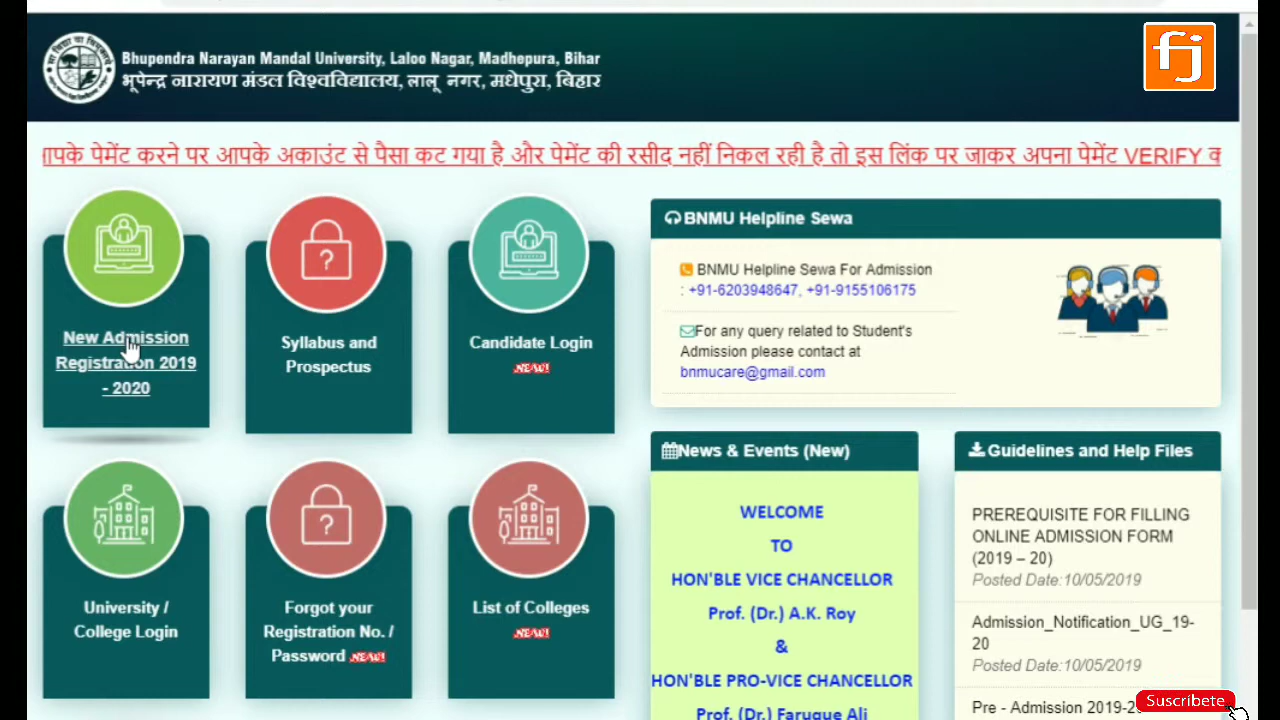 Bhupendra Narayan Mandal University, Laloo Nagar, Madhepura, Bihar
भूपेन्द्र नारायण मंडल विश्वविद्यालय, लालू नगर, मधेपुरा, बिहार
fj
पेमेंट करने पर आपके अकाउंट से पैसा कट गया है और पेमेंट की रसीद नहीं निकल रही है तो इस लिंक पर जाकर अपना पेमेंट VERIFY
New Admission
Registration 2019
- 2020
Syllabus and
Prospectus
Candidate Login
NEW!
BNMU Helpline Sewa
BNMU Helpline Sewa For Admission
: +91-6203948647, +91-9155106175
For any query related to Student's
Admission please contact at
bnmucare@gmail.com
University /
College Login
Forgot your
Registration No. /
Password NEW!
List of Colleges
NEW!
News & Events (New)
WELCOME
TO
HON'BLE VICE CHANCELLOR
Prof. (Dr.) A.K. Roy
&
HON'BLE PRO-VICE CHANCELLOR
Prof. (Dr.) Faruque Ali
Guidelines and Help Files
PREREQUISITE FOR FILLING
ONLINE ADMISSION FORM
(2019 – 20)
Posted Date:10/05/2019
Admission_Notification_UG_19-
20
Posted Date:10/05/2019
Pre - Admission 2019-
Suscribete